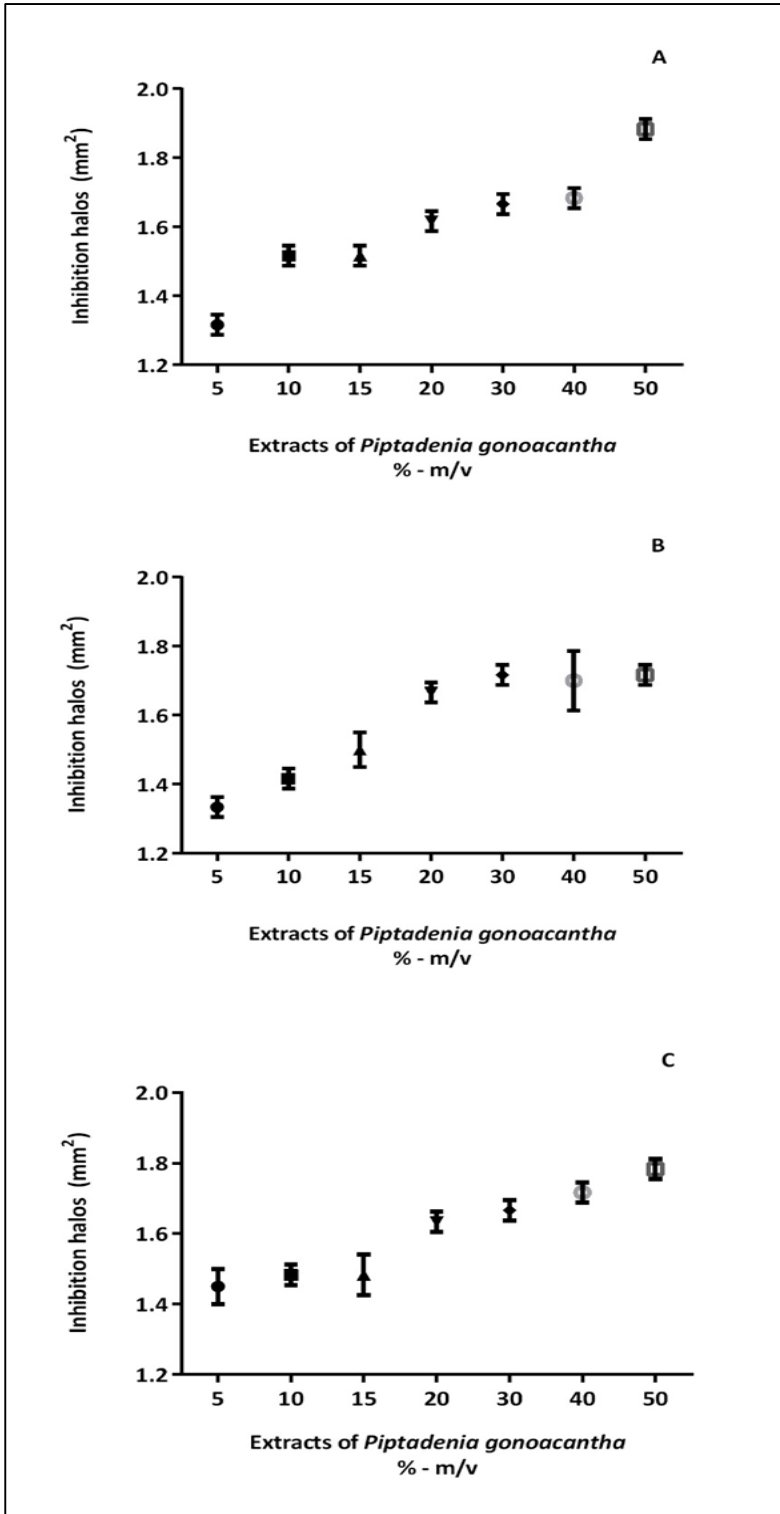 A
Inhibition halos (mm²)
2.0
1.8
1.6
1.4
1.2
5 10 15 20 30 40 50
Extracts of Piptadenia gonoacantha
% - m/v
B
Inhibition halos (mm²)
2.0
1.8
1.6
1.4
1.2
5 10 15 20 30 40 50
Extracts of Piptadenia gonoacantha
% - m/v
C
Inhibition halos (mm²)
2.0
1.8
1.6
1.4
1.2
5 10 15 20 30 40 50
Extracts of Piptadenia gonoacantha
% - m/v